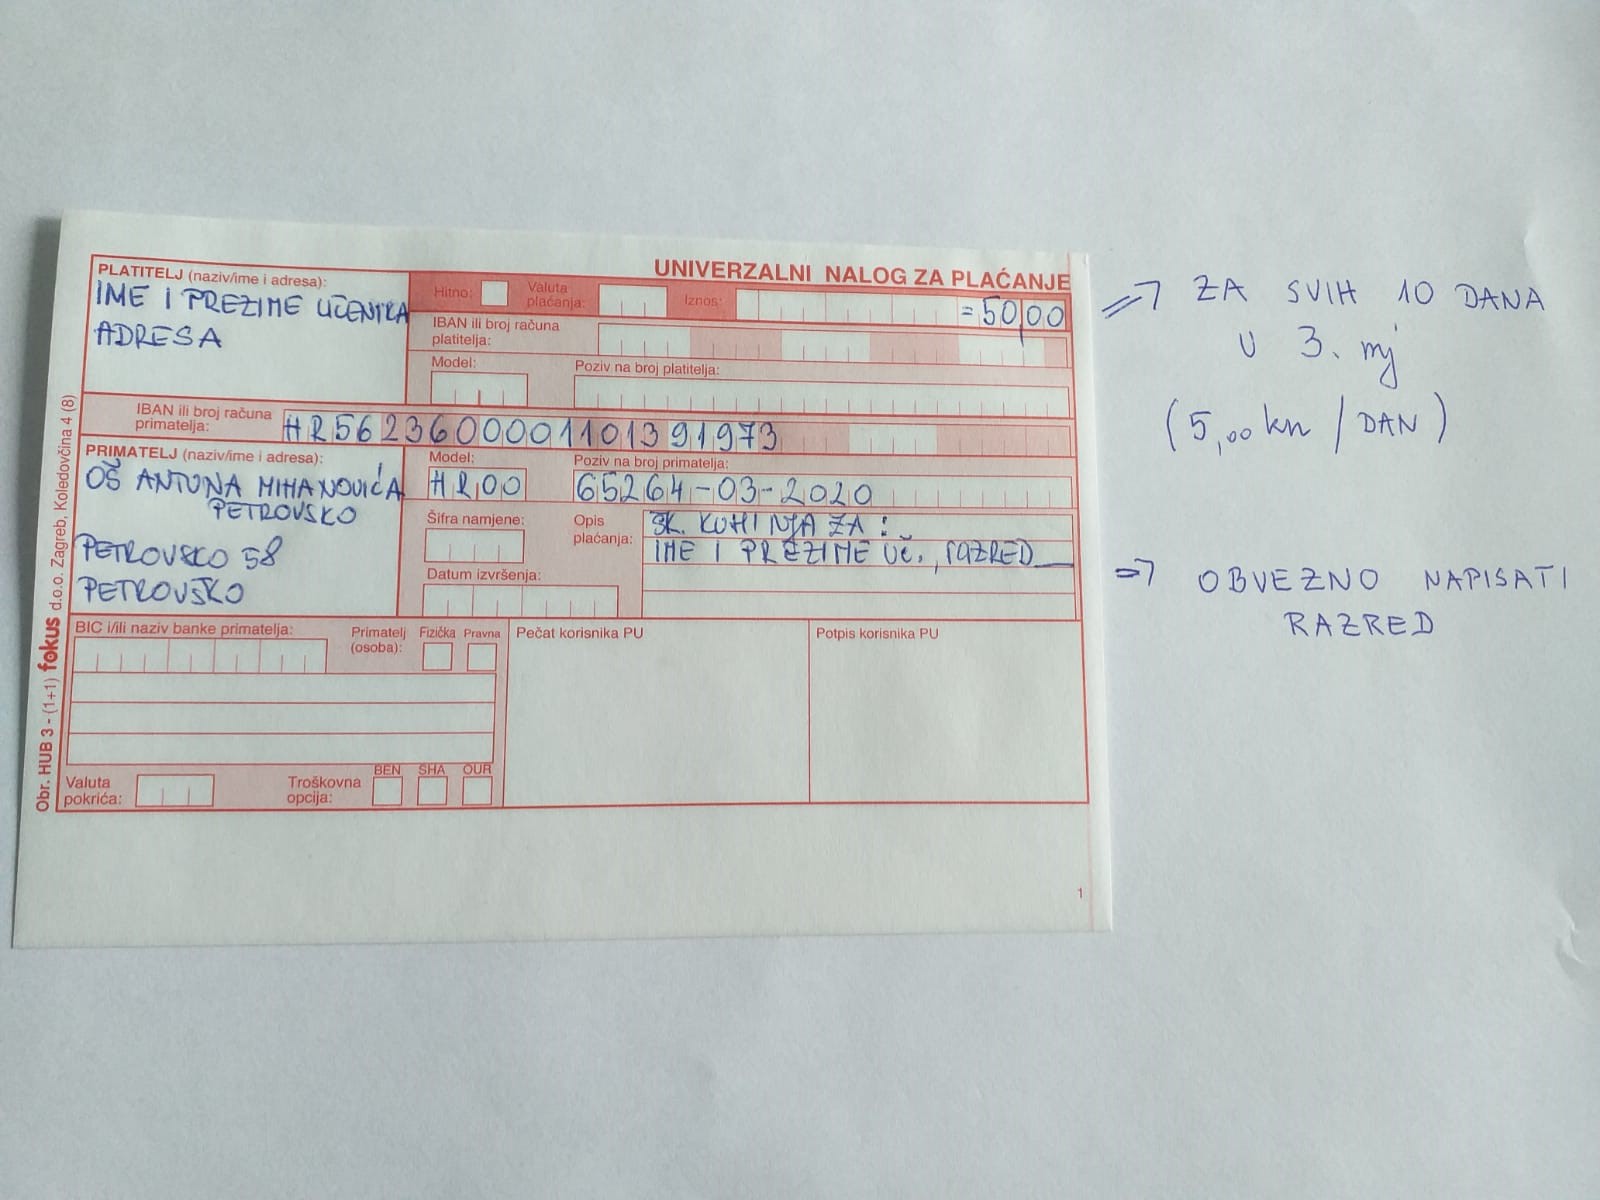 UNIVERZALNI NALOG ZA PLAĆANJE
PLATITELJ (naziv/ime i adresa):
IME I PREZIME UČENIKA
ADRESA
Hitno:
Valuta
plaćanja:
Iznos:
=50,00
IBAN ili broj računa
platitelja:
Model:
Poziv na broj platitelja:
IBAN ili broj računa
primatelja:
HR5623600001101391973
PRIMATELJ (naziv/ime i adresa):
OŠ ANTUNA MIHANOVIĆA
PETROVSKO
PETROVSKO 58
PETROVSKO
Model:
HR00
Poziv na broj primatelja:
65264-03-2020
Šifra namjene:
Opis
plaćanja:
ŠK. KUHINJA ZA:
IME I PREZIME UČ., RAZRED
Datum izvršenja:
BIC i/ili naziv banke primatelja:
Primatelj
(osoba):
Fizička
Pravna
Pečat korisnika PU
Potpis korisnika PU
Valuta
pokrića:
Troškovna
opcija:
BEN
SHA
OUR
1
Obr. HUB 3 - (1+1) fokus d.o.o. Zagreb, Koledovčina 4 (8)
=> ZA SVIH 10 DANA
U 3. mj
(5,00 kn / DAN)
=> OBVEZNO NAPISATI
RAZRED